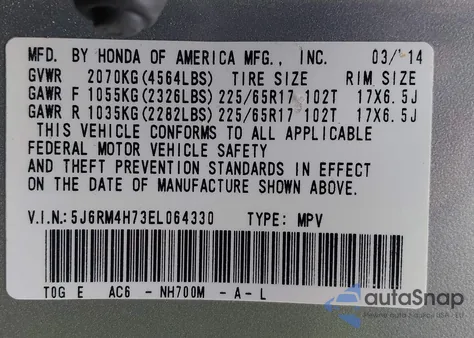 MFD. BY HONDA OF AMERICA MFG., INC. 03/'14
GVWR 2070KG(4564LBS) TIRE SIZE RIM SIZE
GAWR F 1055KG(2326LBS) 225/65R17 102T 17X6.5J
GAWR R 1035KG(2282LBS) 225/65R17 102T 17X6.5J
THIS VEHICLE CONFORMS TO ALL APPLICABLE
FEDERAL MOTOR VEHICLE SAFETY
AND THEFT PREVENTION STANDARDS IN EFFECT
ON THE DATE OF MANUFACTURE SHOWN ABOVE.
V.I.N.:5J6RM4H73EL064330 TYPE: MPV
T0G E AC6 - NH700M - A - L
autaSnap